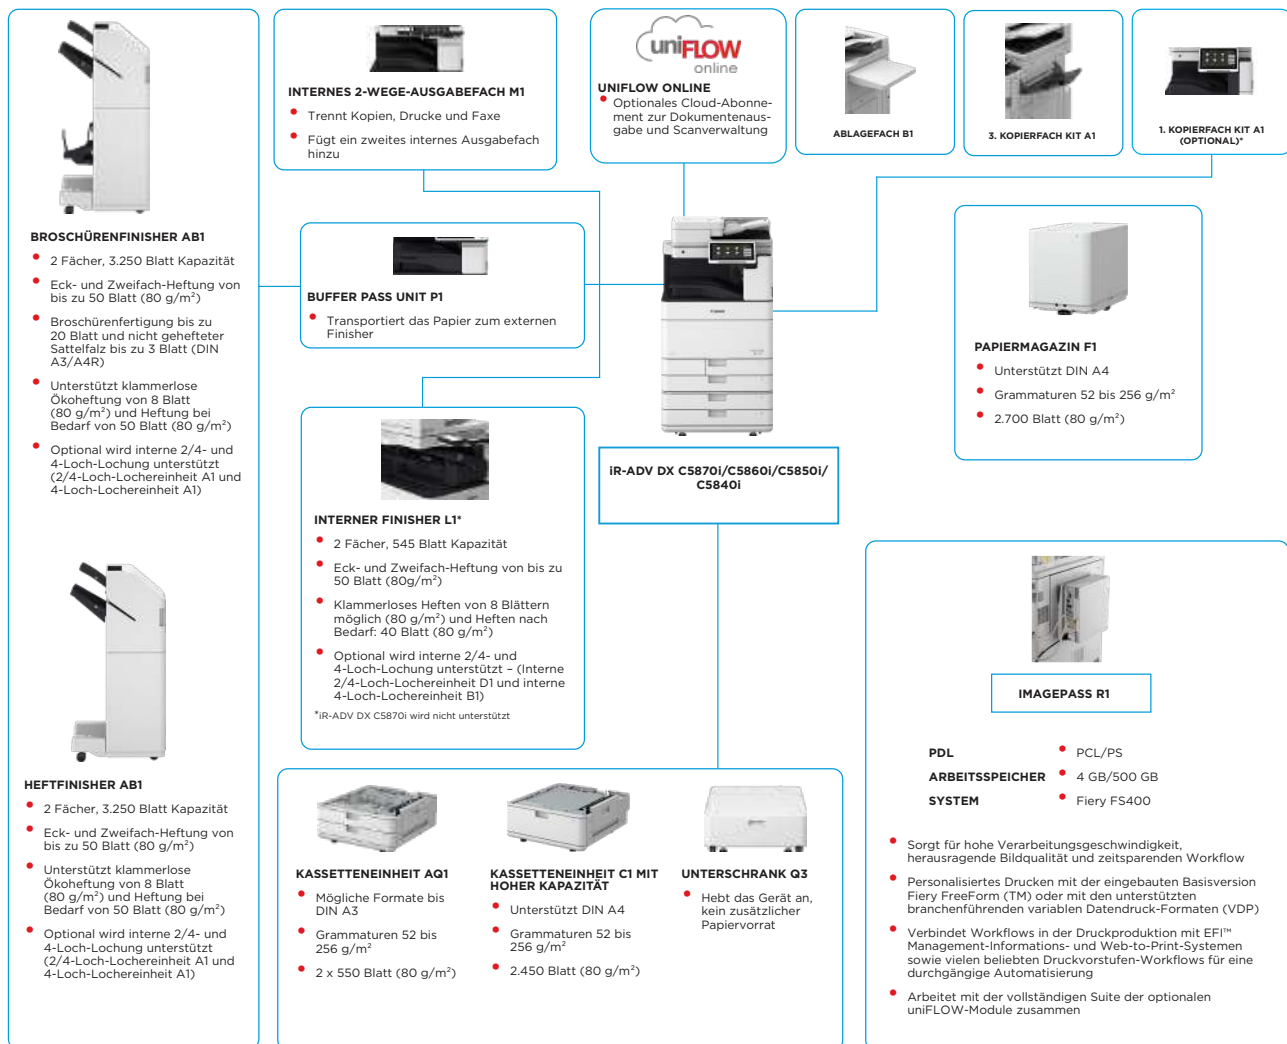 BROSCHÜRENFINISHER AB1
• 2 Fächer, 3.250 Blatt Kapazität
• Eck- und Zweifach-Heftung von
bis zu 50 Blatt (80 g/m²)
• Broschürenfertigung bis zu
20 Blatt und nicht gehefteter
Sattelfalz bis zu 3 Blatt (DIN
A3/A4R)
• Unterstützt klammerlose
Ökoheftung von 8 Blatt
(80 g/m²) und Heftung bei
Bedarf von 50 Blatt (80 g/m²)
• Optional wird interne 2/4- und
4-Loch-Lochung unterstützt
(2/4-Loch-Lochereinheit A1 und
4-Loch-Lochereinheit A1)
HEFTFINISHER AB1
• 2 Fächer, 3.250 Blatt Kapazität
• Eck- und Zweifach-Heftung von
bis zu 50 Blatt (80 g/m²)
• Unterstützt klammerlose
Ökoheftung von 8 Blatt
(80 g/m²) und Heftung bei
Bedarf von 50 Blatt (80 g/m²)
• Optional wird interne 2/4- und
4-Loch-Lochung unterstützt
(2/4-Loch-Lochereinheit A1 und
4-Loch-Lochereinheit A1)
INTERNES 2-WEGE-AUSGABEFACH M1
• Trennt Kopien, Drucke und Faxe
• Fügt ein zweites internes Ausgabefach
hinzu
BUFFER PASS UNIT P1
• Transportiert das Papier zum externen
Finisher
INTERNER FINISHER L1*
• 2 Fächer, 545 Blatt Kapazität
• Eck- und Zweifach-Heftung von bis zu
50 Blatt (80g/m²)
• Klammerloses Heften von 8 Blättern
möglich (80 g/m²) und Heften nach
Bedarf: 40 Blatt (80 g/m²)
• Optional wird interne 2/4- und
4-Loch-Lochung unterstützt – (Interne
2/4-Loch-Lochereinheit D1 und interne
4-Loch-Lochereinheit B1)
*iR-ADV DX C5870i wird nicht unterstützt
uniFLOW
online
UNIFLOW ONLINE
• Optionales Cloud-Abonne-
ment zur Dokumentenaus-
gabe und Scanverwaltung
ABLAGEFACH B1
3. KOPIERFACH KIT A1
1. KOPIERFACH KIT A1
(OPTIONAL)*
Canon
iR-ADV DX C5870i/C5860i/C5850i/
C5840i
PAPIERMAGAZIN F1
• Unterstützt DIN A4
• Grammaturen 52 bis 256 g/m²
• 2.700 Blatt (80 g/m²)
KASSETTENEINHEIT AQ1
• Mögliche Formate bis
DIN A3
• Grammaturen 52 bis
256 g/m²
• 2 x 550 Blatt (80 g/m²)
KASSETTENEINHEIT C1 MIT
HOHER KAPAZITÄT
• Unterstützt DIN A4
• Grammaturen 52 bis
256 g/m²
• 2.450 Blatt (80 g/m²)
UNTERSCHRANK Q3
• Hebt das Gerät an,
kein zusätzlicher
Papiervorrat
IMAGEPASS R1
PDL • PCL/PS
ARBEITSSPEICHER • 4 GB/500 GB
SYSTEM • Fiery FS400
• Sorgt für hohe Verarbeitungsgeschwindigkeit,
herausragende Bildqualität und zeitsparenden Workflow
• Personalisiertes Drucken mit der eingebauten Basisversion
Fiery FreeForm (TM) oder mit den unterstützten
branchenführenden variablen Datendruck-Formaten (VDP)
• Verbindet Workflows in der Druckproduktion mit EFI™
Management-Informations- und Web-to-Print-Systemen
sowie vielen beliebten Druckvorstufen-Workflows für eine
durchgängige Automatisierung
• Arbeitet mit der vollständigen Suite der optionalen
uniFLOW-Module zusammen